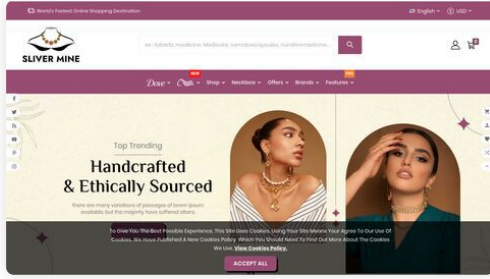 World's Fastest Online Shopping Destination
English
USD
SLIVER MINE
NEW
PRO
Dove
Shop
Necklace
Offers
Brands
Features
Top Trending
Handcrafted
& Ethically Sourced
there are many variations of passages of lorem ipsum
available, but the majority have suffered altera.
To Give You The Best Possible Experience, This Site Uses Cookies. Using Your Site Means Your Agree To Our Use Of
Cookies. We Have Published A New Cookies Policy. Which You Should Need To Find Out More About The Cookies
We Use. View Cookies Policy.
ACCEPT ALL